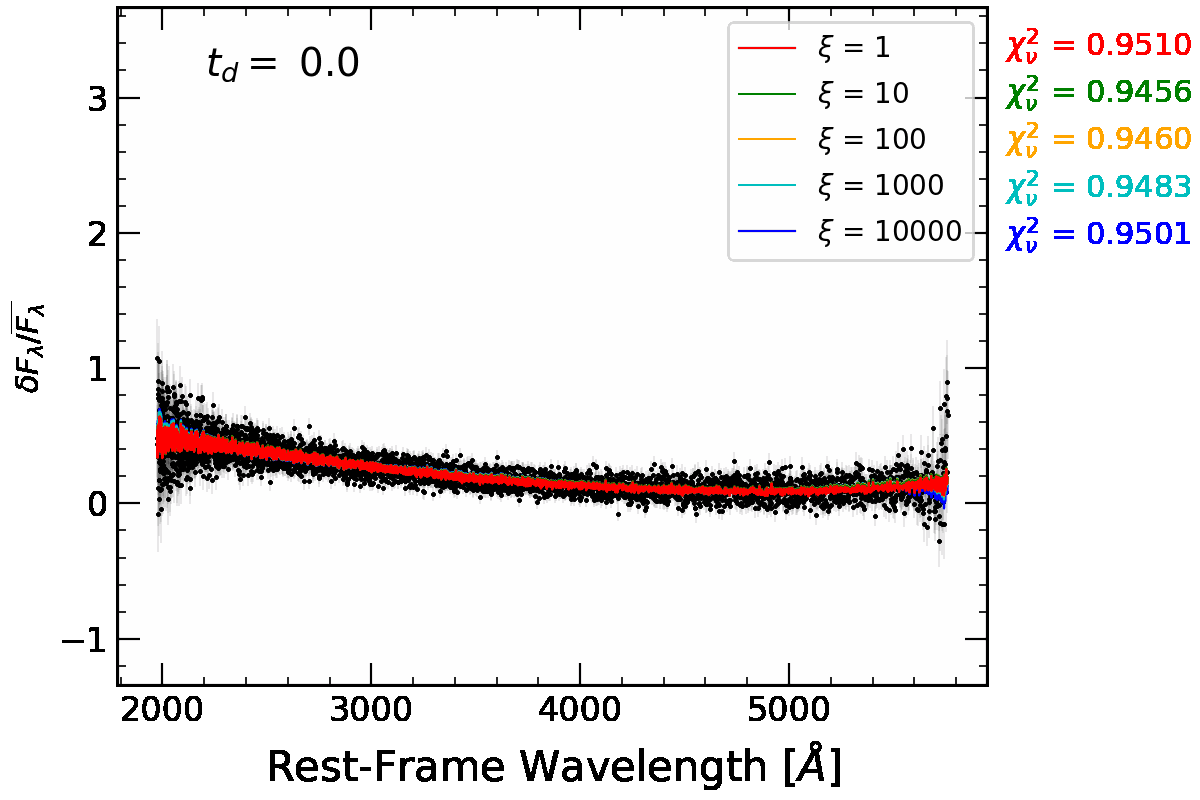 t_d = 0.0
ξ = 1
ξ = 10
ξ = 100
ξ = 1000
ξ = 10000
χ²_ν = 0.9510
χ²_ν = 0.9456
χ²_ν = 0.9460
χ²_ν = 0.9483
χ²_ν = 0.9501
δF_λ/F̅_λ
3
2
1
0
−1
2000 3000 4000 5000
Rest-Frame Wavelength [Å]